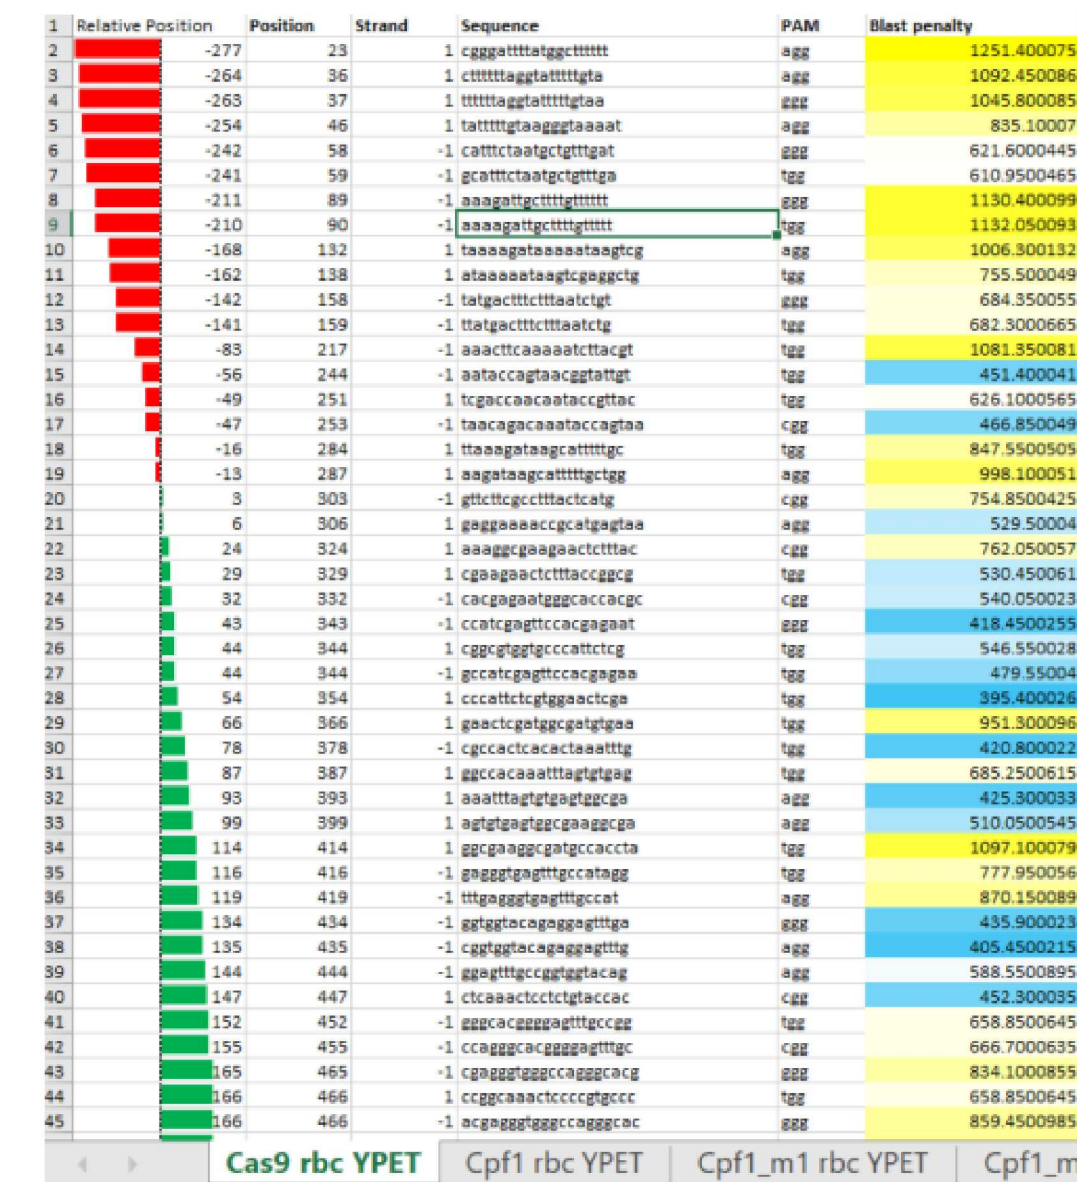 1 Relative Position Position Strand Sequence PAM Blast penalty
2 -277 23 1 cgggattttatggctttttt agg 1251.400075
3 -264 36 1 cttttttaggtatttttgta agg 1092.450086
4 -263 37 1 ttttttaggtatttttgtaa ggg 1045.800085
5 -254 46 1 tatttttgtaagggtaaaat agg 835.10007
6 -242 58 -1 catttctaatgctgtttgat ggg 621.6000445
7 -241 59 -1 gcatttctaatgctgtttga tgg 610.9500465
8 -211 89 -1 aaagattgcttttgtttttt ggg 1130.400099
9 -210 90 -1 aaaagattgcttttgttttt tgg 1132.050093
10 -168 132 1 taaaagataaaaataagtcg agg 1006.300132
11 -162 138 1 ataaaaataagtcgaggctg tgg 755.500049
12 -142 158 -1 tatgactttctttaatctgt ggg 684.350055
13 -141 159 -1 ttatgactttctttaatctg tgg 682.3000665
14 -83 217 -1 aaacttcaaaaatcttacgt tgg 1081.350081
15 -56 244 -1 aataccagtaacggtattgt tgg 451.400041
16 -49 251 1 tcgaccaacaataccgttac tgg 626.1000565
17 -47 253 -1 taacagacaaataccagtaa cgg 466.850049
18 -16 284 1 ttaaagataagcatttttgc tgg 847.5500505
19 -13 287 1 aagataagcatttttgctgg agg 998.100051
20 3 303 -1 gttcttcgcctttactcatg cgg 754.8500425
21 6 306 1 gaggaaaaccgcatgagtaa agg 529.50004
22 24 324 1 aaaggcgaagaactctttac cgg 762.050057
23 29 329 1 cgaagaactctttaccggcg tgg 530.450061
24 32 332 -1 cacgagaatgggcaccacgc cgg 540.050023
25 43 343 -1 ccatcgagttccacgagaat ggg 418.4500255
26 44 344 1 cggcgtggtgcccattctcg tgg 546.550028
27 44 344 -1 gccatcgagttccacgagaa tgg 479.55004
28 54 354 1 cccattctcgtggaactcga tgg 395.400026
29 66 366 1 gaactcgatggcgatgtgaa tgg 951.300096
30 78 378 -1 cgccactcacactaaatttg tgg 420.800022
31 87 387 1 ggccacaaatttagtgtgag tgg 685.2500615
32 93 393 1 aaatttagtgtgagtggcga agg 425.300033
33 99 399 1 agtgtgagtggcgaaggcga agg 510.0500545
34 114 414 1 ggcgaaggcgatgccaccta tgg 1097.100079
35 116 416 -1 gagggtgagtttgccatagg tgg 777.950056
36 119 419 -1 tttgagggtgagtttgccat agg 870.150089
37 134 434 -1 ggtggtacagaggagtttga ggg 435.900023
38 135 435 -1 cggtggtacagaggagtttg agg 405.4500215
39 144 444 -1 ggagtttgccggtggtacag agg 588.5500895
40 147 447 1 ctcaaactcctctgtaccac cgg 452.300035
41 152 452 -1 gggcacggggagtttgccgg tgg 658.8500645
42 155 455 -1 ccagggcacggggagtttgc cgg 666.7000635
43 165 465 -1 cgagggtgggccagggcacg ggg 834.1000855
44 166 466 1 ccggcaaactccccgtgccc tgg 658.8500645
45 166 466 -1 acgagggtgggccagggcac ggg 859.4500985
Cas9 rbc YPET Cpf1 rbc YPET Cpf1_m1 rbc YPET